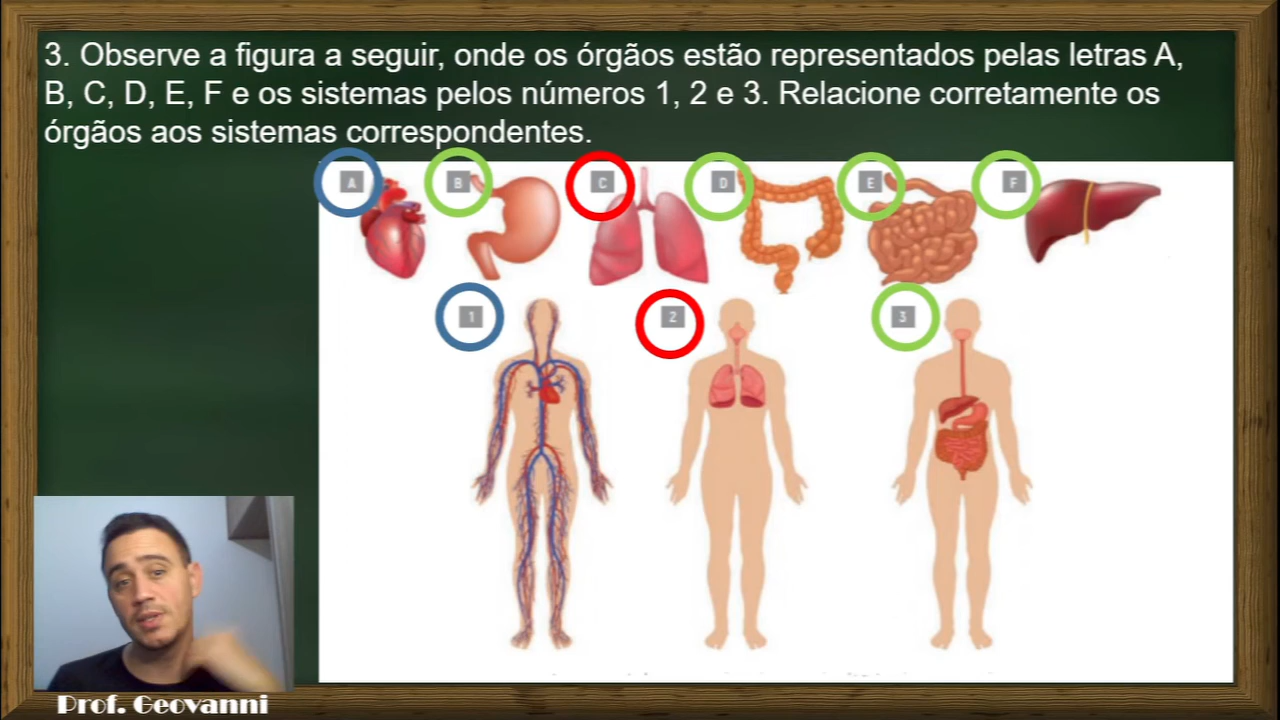 3. Observe a figura a seguir, onde os órgãos estão representados pelas letras A,
B, C, D, E, F e os sistemas pelos números 1, 2 e 3. Relacione corretamente os
órgãos aos sistemas correspondentes.
A B C D E F
1 2 3
Prof. Geovanni